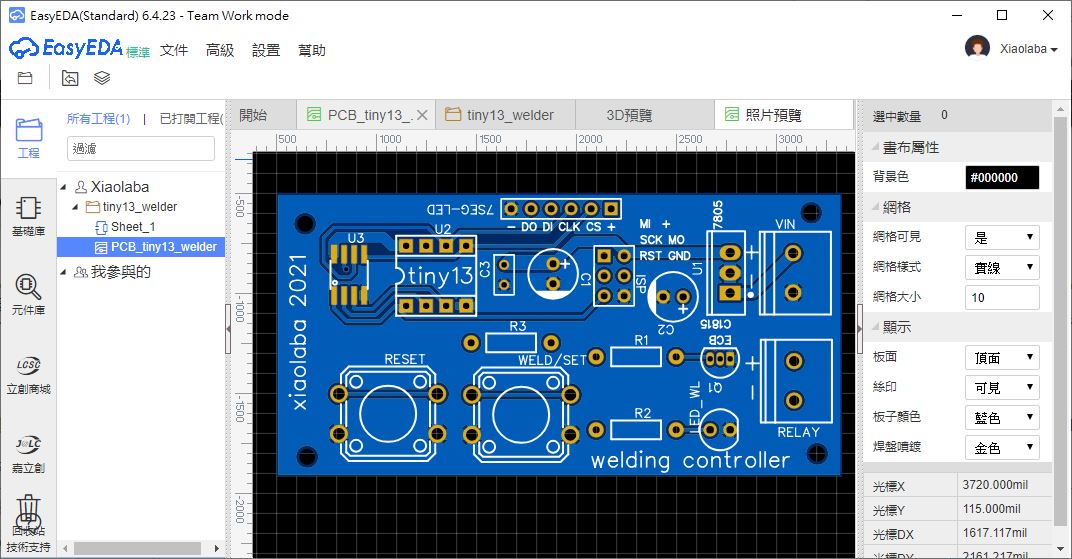 EasyEDA(Standard) 6.4.23 - Team Work mode
EasyEDA 標準 文件 高級 設置 幫助
Xiaolaba
所有工程(1) | 已打開工程(
過濾
Xiaolaba
tiny13_welder
Sheet_1
PCB_tiny13_welder
我參與的
工程
基礎庫
元件庫
LCSC
立創商城
嘉立創
回收站
技術支持
開始 PCB_tiny13_. tiny13_welder 3D預覽 照片預覽
500 1000 1500 2000 2500 3000
-500
-1000
-1500
-2000
7SEG-LED
- DO DI CLK CS +
MI +
SCK MO
RST GND
7805
VIN
U3
U2
tiny13
C3
+
C1
ISP
U1
C2
+
+
-
xiaolaba 2021
R3
C1815
ECB
R1
RESET
WELD/SET
Q1
LED_WL
R2
+
-
RELAY
welding controller
選中數量 0
畫布屬性
背景色 #000000
網格
網格可見 是
網格樣式 實線
網格大小 10
顯示
板面 頂面
絲印 可見
板子顏色 藍色
焊盤噴鍍 金色
光標X 3720.000mil
光標Y 115.000mil
光標DX 1617.117mil
光標DY 2161.217mil